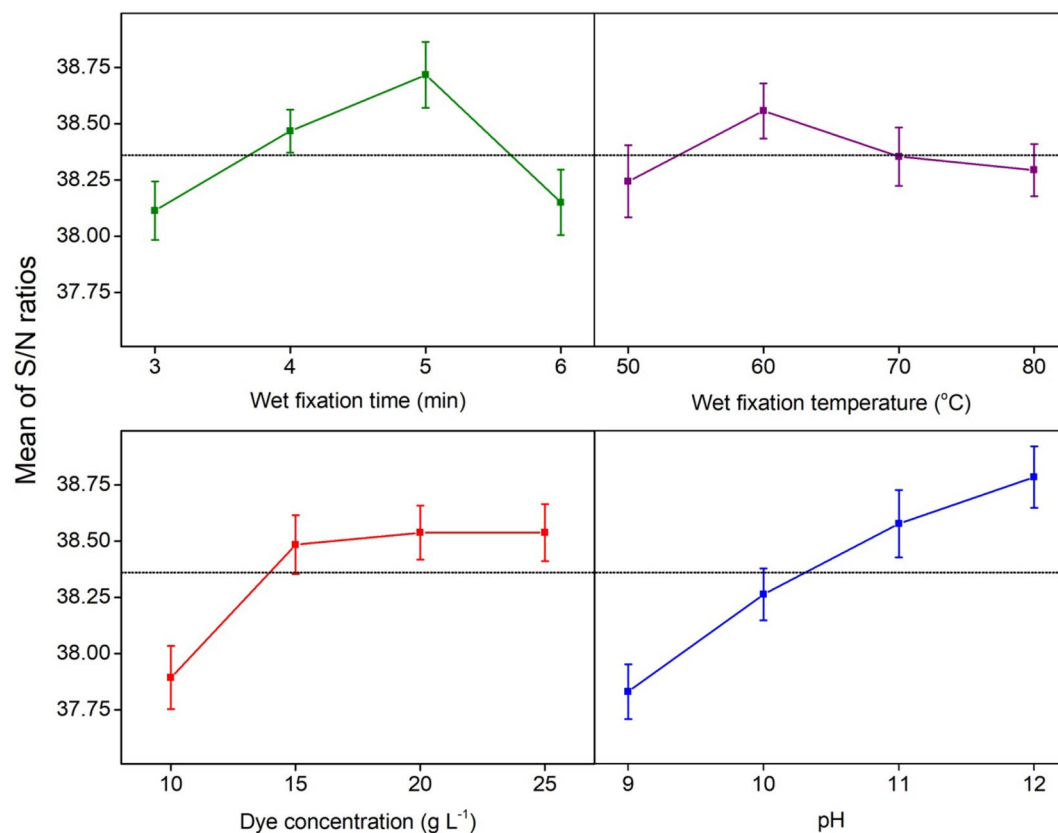 Mean of S/N ratios
38.75
38.50
38.25
38.00
37.75
3 4 5 6
Wet fixation time (min)
50 60 70 80
Wet fixation temperature (°C)
38.75
38.50
38.25
38.00
37.75
10 15 20 25
Dye concentration (g L⁻¹)
9 10 11 12
pH